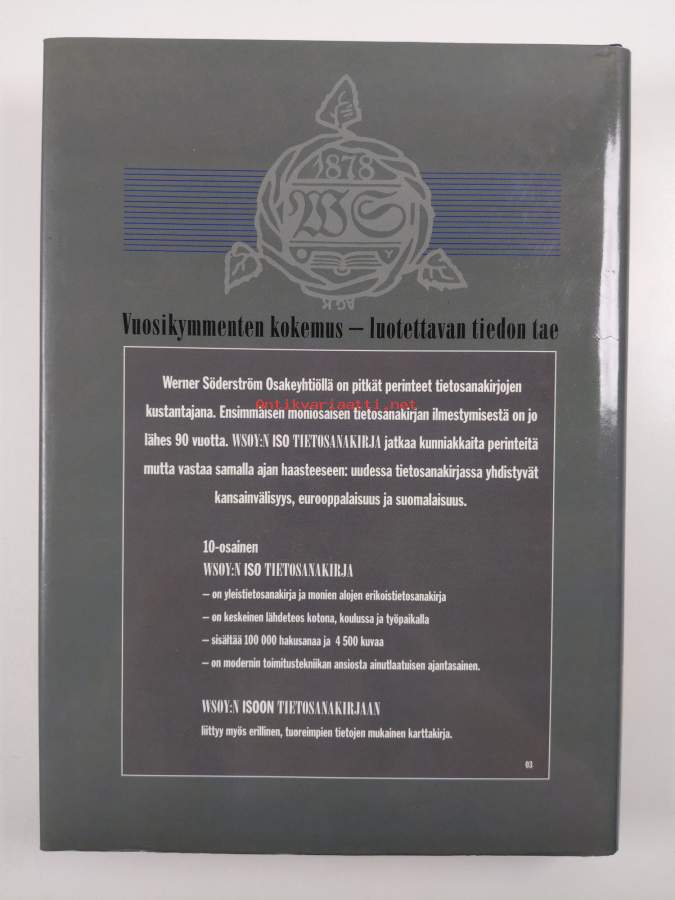 1878
WS
Vuosikymmenten kokemus – luotettavan tiedon tae
Werner Söderström Osakeyhtiöllä on pitkät perinteet tietosanakirjojen
Antikvariaatti.net
kustantajana. Ensimmäisen moniosaisen tietosanakirjan ilmestymisestä on jo
lähes 90 vuotta. WSOY:N ISO TIETOSANAKIRJA jatkaa kunniakkaita perinteitä
mutta vastaa samalla ajan haasteeseen: uudessa tietosanakirjassa yhdistyvät
kansainvälisyys, eurooppalaisuus ja suomalaisuus.
10-osainen
WSOY:N ISO TIETOSANAKIRJA
– on yleistietosanakirja ja monien alojen erikoistietosanakirja
– on keskeinen lähdeteos kotona, koulussa ja työpaikalla
– sisältää 100 000 hakusanaa ja 4 500 kuvaa
– on modernin toimitustekniikan ansiosta ainutlaatuisen ajantasainen.
WSOY:N ISOON TIETOSANAKIRJAAN
liittyy myös erillinen, tuoreimpien tietojen mukainen karttakirja.
03